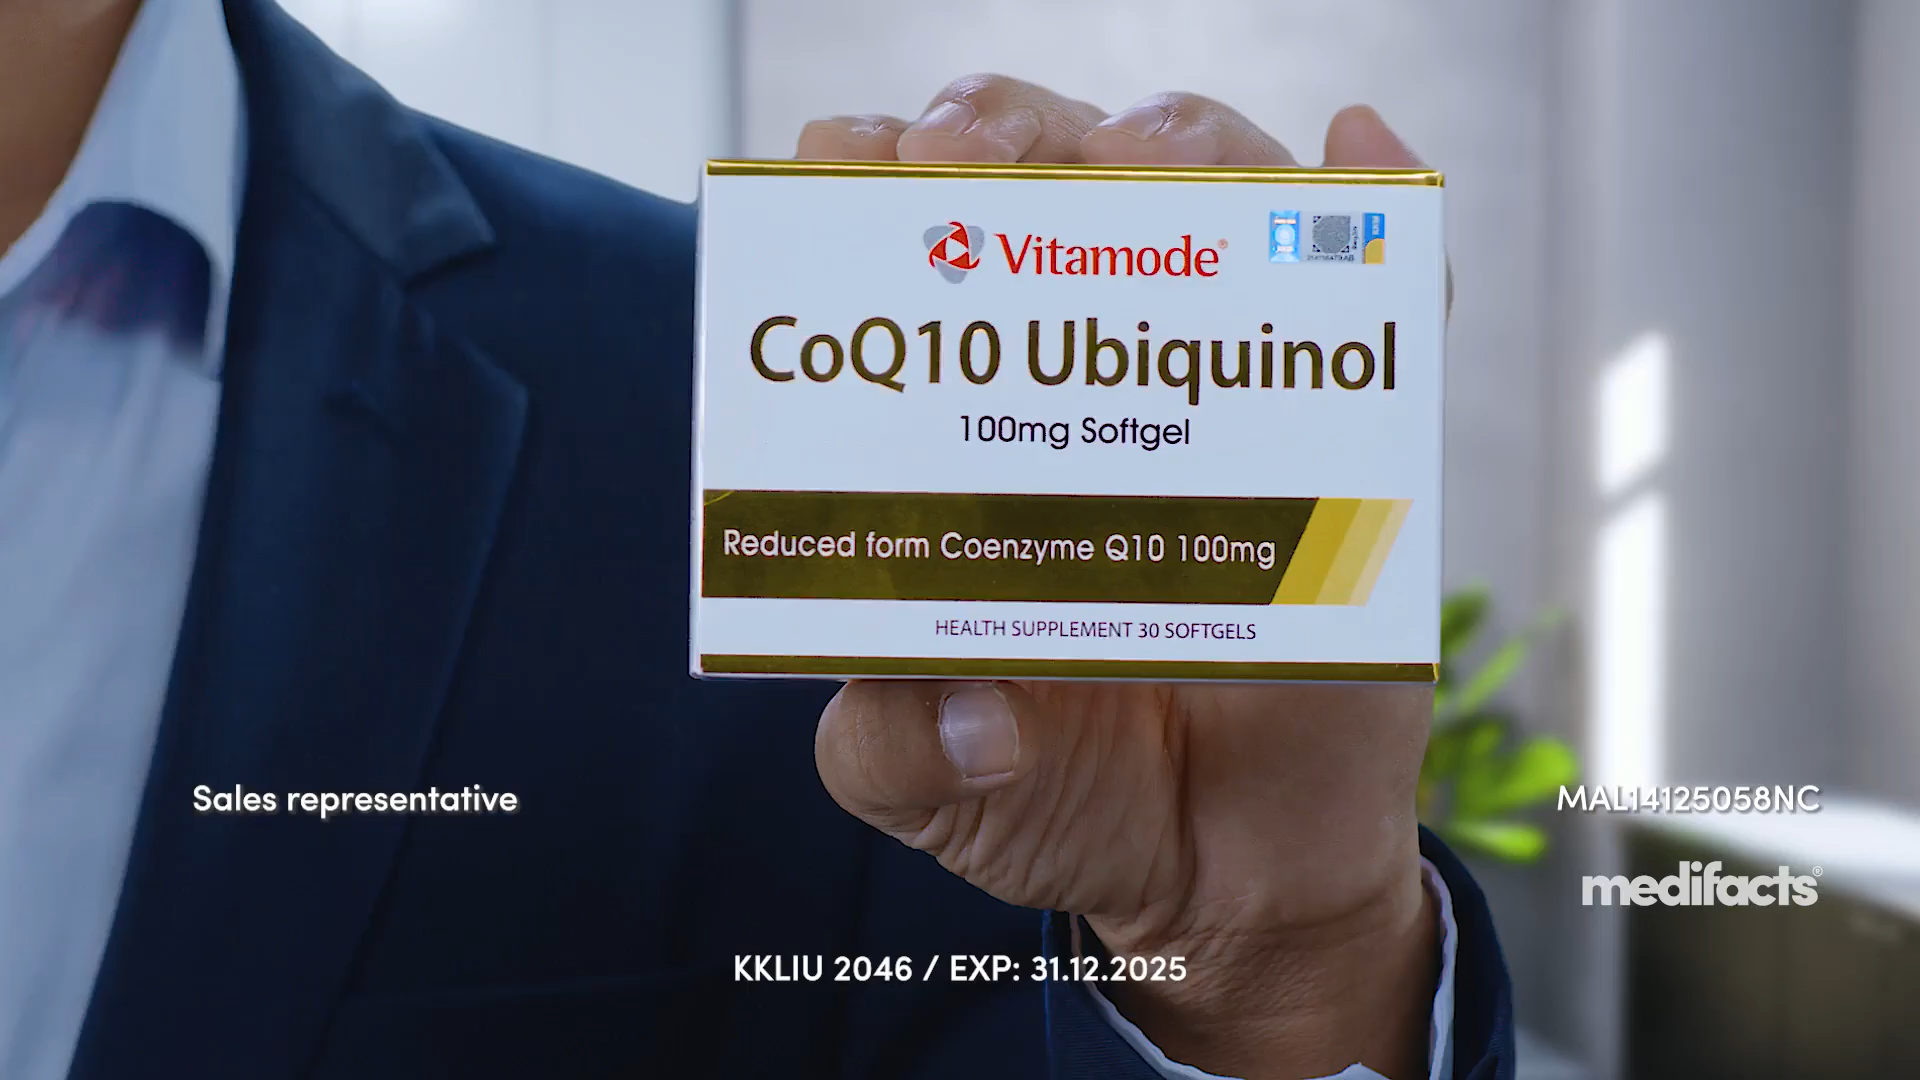 Vitamode®
CoQ10 Ubiquinol
100mg Softgel
Reduced form Coenzyme Q10 100mg
HEALTH SUPPLEMENT 30 SOFTGELS
Sales representative
MAL14125058NC
medifacts®
KKLIU 2046 / EXP: 31.12.2025